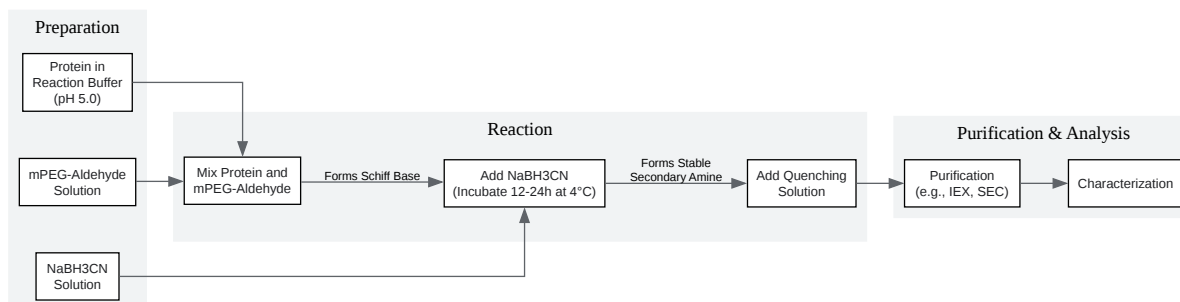 Preparation
Protein in
Reaction Buffer
(pH 5.0)
mPEG-Aldehyde
Solution
NaBH3CN
Solution
Reaction
Mix Protein and
mPEG-Aldehyde
Forms Schiff Base
Add NaBH3CN
(Incubate 12-24h at 4°C)
Forms Stable
Secondary Amine
Add Quenching
Solution
Purification & Analysis
Purification
(e.g., IEX, SEC)
Characterization